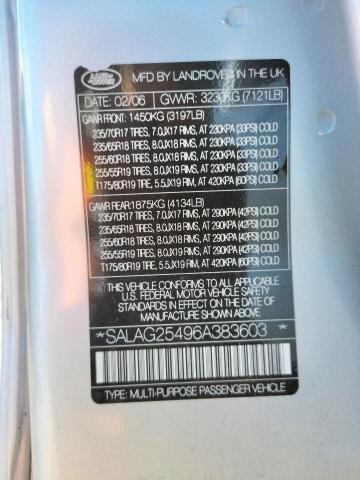 LAND ROVER
MFD BY LANDROVER IN THE UK
DATE: 02/06 GVWR: 3230KG (7121LB)
GAWR FRONT: 1450KG (3197LB)
235/70R17 TIRES, 7.0JX17 RIMS, AT 230KPA (33PSI) COLD
235/65R18 TIRES, 8.0JX18 RIMS, AT 230KPA (33PSI) COLD
255/60R18 TIRES, 8.0JX18 RIMS, AT 230KPA (33PSI) COLD
255/55R19 TIRES, 8.0JX19 RIMS, AT 230KPA (33PSI) COLD
T175/80R19 TIRE, 5.5JX19 RIM, AT 420KPA (60PSI) COLD
GAWR REAR: 1875KG (4134LB)
235/70R17 TIRES, 7.0JX17 RIMS, AT 290KPA (42PSI) COLD
235/65R18 TIRES, 8.0JX18 RIMS, AT 290KPA (42PSI) COLD
255/60R18 TIRES, 8.0JX18 RIMS, AT 290KPA (42PSI) COLD
255/55R19 TIRES, 8.0JX19 RIMS, AT 290KPA (42PSI) COLD
T175/80R19 TIRE, 5.5JX19 RIM, AT 420KPA (60PSI) COLD
THIS VEHICLE CONFORMS TO ALL APPLICABLE
U.S. FEDERAL MOTOR VEHICLE SAFETY
STANDARDS IN EFFECT ON THE DATE OF
MANUFACTURE SHOWN ABOVE
*SALAG25496A383603*
TYPE: MULTI-PURPOSE PASSENGER VEHICLE